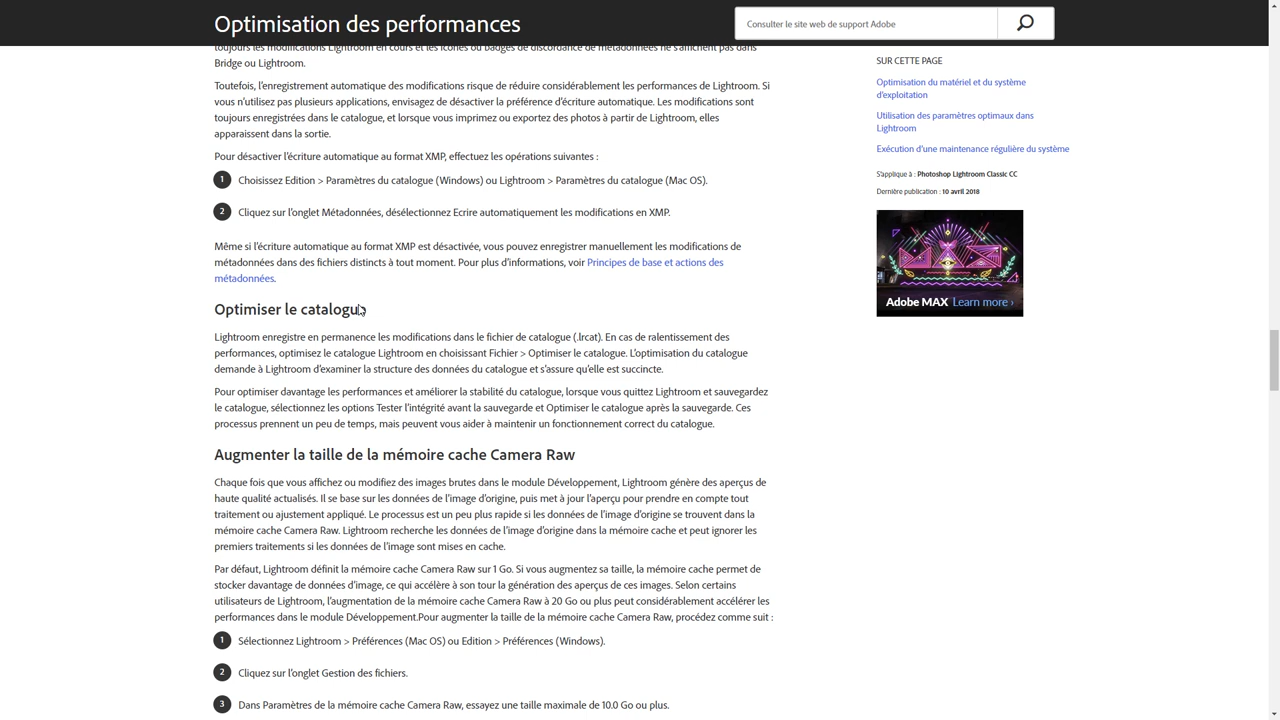 Optimisation des performances
Consulter le site web de support Adobe
toujours les modifications Lightroom en cours et les icônes ou badges de discordance de métadonnées ne s'affichent pas dans
Bridge ou Lightroom.
Toutefois, l'enregistrement automatique des modifications risque de réduire considérablement les performances de Lightroom. Si
vous n'utilisez pas plusieurs applications, envisagez de désactiver la préférence d'écriture automatique. Les modifications sont
toujours enregistrées dans le catalogue, et lorsque vous imprimez ou exportez des photos à partir de Lightroom, elles
apparaissent dans la sortie.
Pour désactiver l'écriture automatique au format XMP, effectuez les opérations suivantes :
1 Choisissez Edition > Paramètres du catalogue (Windows) ou Lightroom > Paramètres du catalogue (Mac OS).
2 Cliquez sur l'onglet Métadonnées, désélectionnez Ecrire automatiquement les modifications en XMP.
Même si l'écriture automatique au format XMP est désactivée, vous pouvez enregistrer manuellement les modifications de
métadonnées dans des fichiers distincts à tout moment. Pour plus d'informations, voir Principes de base et actions des
métadonnées.
Optimiser le catalogue
Lightroom enregistre en permanence les modifications dans le fichier de catalogue (.lrcat). En cas de ralentissement des
performances, optimisez le catalogue Lightroom en choisissant Fichier > Optimiser le catalogue. L'optimisation du catalogue
demande à Lightroom d'examiner la structure des données du catalogue et s'assure qu'elle est succincte.
Pour optimiser davantage les performances et améliorer la stabilité du catalogue, lorsque vous quittez Lightroom et sauvegardez
le catalogue, sélectionnez les options Tester l'intégrité avant la sauvegarde et Optimiser le catalogue après la sauvegarde. Ces
processus prennent un peu de temps, mais peuvent vous aider à maintenir un fonctionnement correct du catalogue.
Augmenter la taille de la mémoire cache Camera Raw
Chaque fois que vous affichez ou modifiez des images brutes dans le module Développement, Lightroom génère des aperçus de
haute qualité actualisés. Il se base sur les données de l'image d'origine, puis met à jour l'aperçu pour prendre en compte tout
traitement ou ajustement appliqué. Le processus est un peu plus rapide si les données de l'image d'origine se trouvent dans la
mémoire cache Camera Raw. Lightroom recherche les données de l'image d'origine dans la mémoire cache et peut ignorer les
premiers traitements si les données de l'image sont mises en cache.
Par défaut, Lightroom définit la mémoire cache Camera Raw sur 1 Go. Si vous augmentez sa taille, la mémoire cache permet de
stocker davantage de données d'image, ce qui accélère à son tour la génération des aperçus de ces images. Selon certains
utilisateurs de Lightroom, l'augmentation de la mémoire cache Camera Raw à 20 Go ou plus peut considérablement accélérer les
performances dans le module Développement.Pour augmenter la taille de la mémoire cache Camera Raw, procédez comme suit :
1 Sélectionnez Lightroom > Préférences (Mac OS) ou Edition > Préférences (Windows).
2 Cliquez sur l'onglet Gestion des fichiers.
3 Dans Paramètres de la mémoire cache Camera Raw, essayez une taille maximale de 10.0 Go ou plus.
SUR CETTE PAGE
Optimisation du matériel et du système
d'exploitation
Utilisation des paramètres optimaux dans
Lightroom
Exécution d'une maintenance régulière du système
S'applique à : Photoshop Lightroom Classic CC
Dernière publication : 10 avril 2018
Adobe MAX Learn more ›